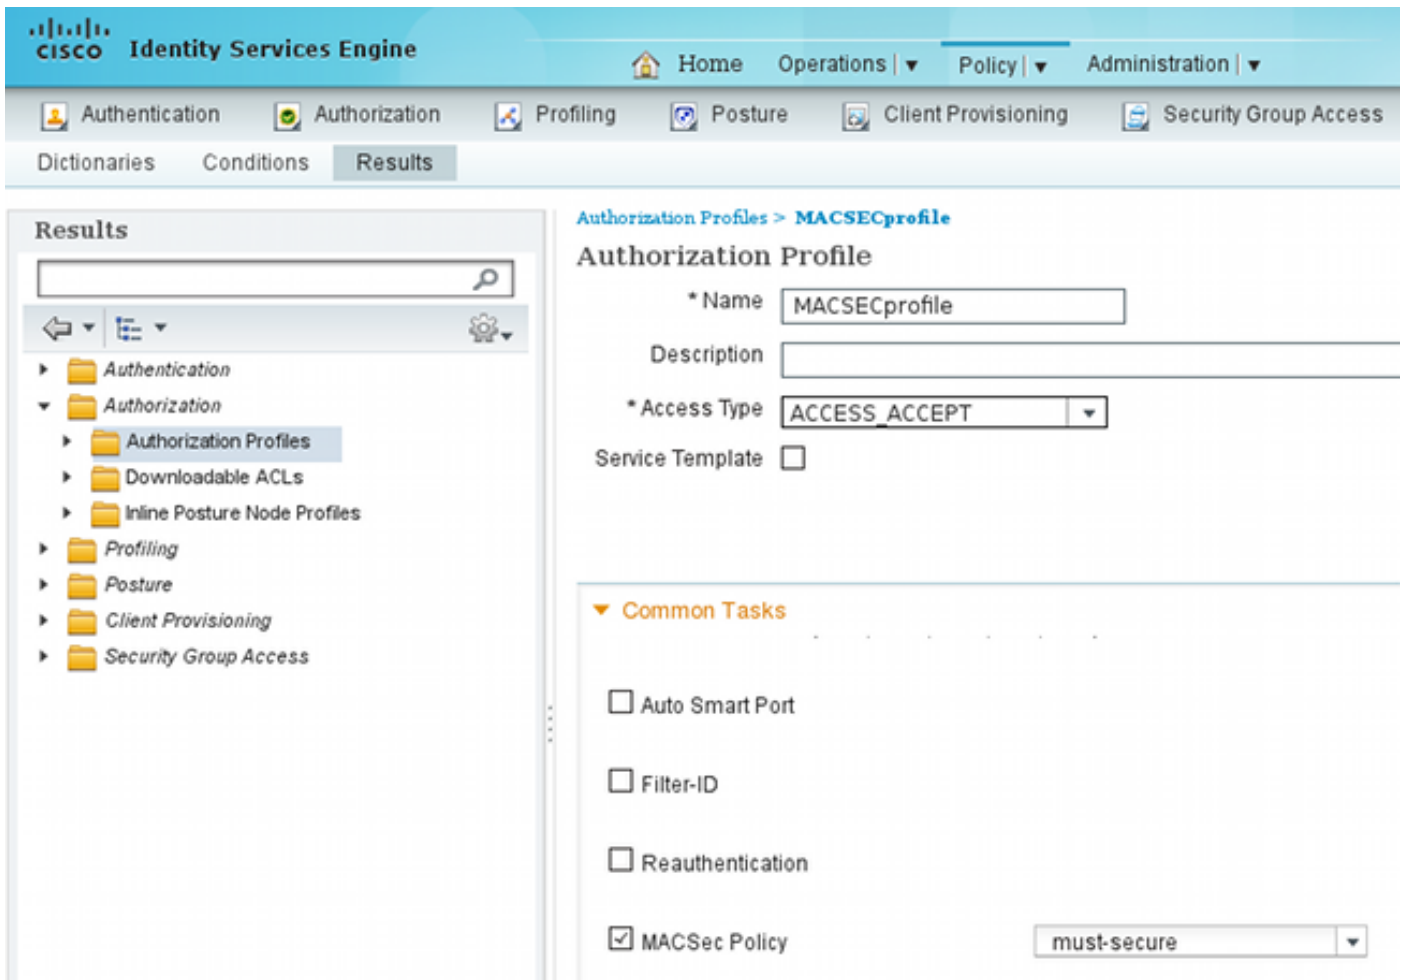 CISCO Identity Services Engine
Home Operations | Policy | Administration |
Authentication Authorization Profiling Posture Client Provisioning Security Group Access
Dictionaries Conditions Results
Results
Authentication
Authorization
Authorization Profiles
Downloadable ACLs
Inline Posture Node Profiles
Profiling
Posture
Client Provisioning
Security Group Access
Authorization Profiles > MACSECprofile
Authorization Profile
* Name MACSECprofile
Description
* Access Type ACCESS_ACCEPT
Service Template
Common Tasks
Auto Smart Port
Filter-ID
Reauthentication
MACSec Policy must-secure